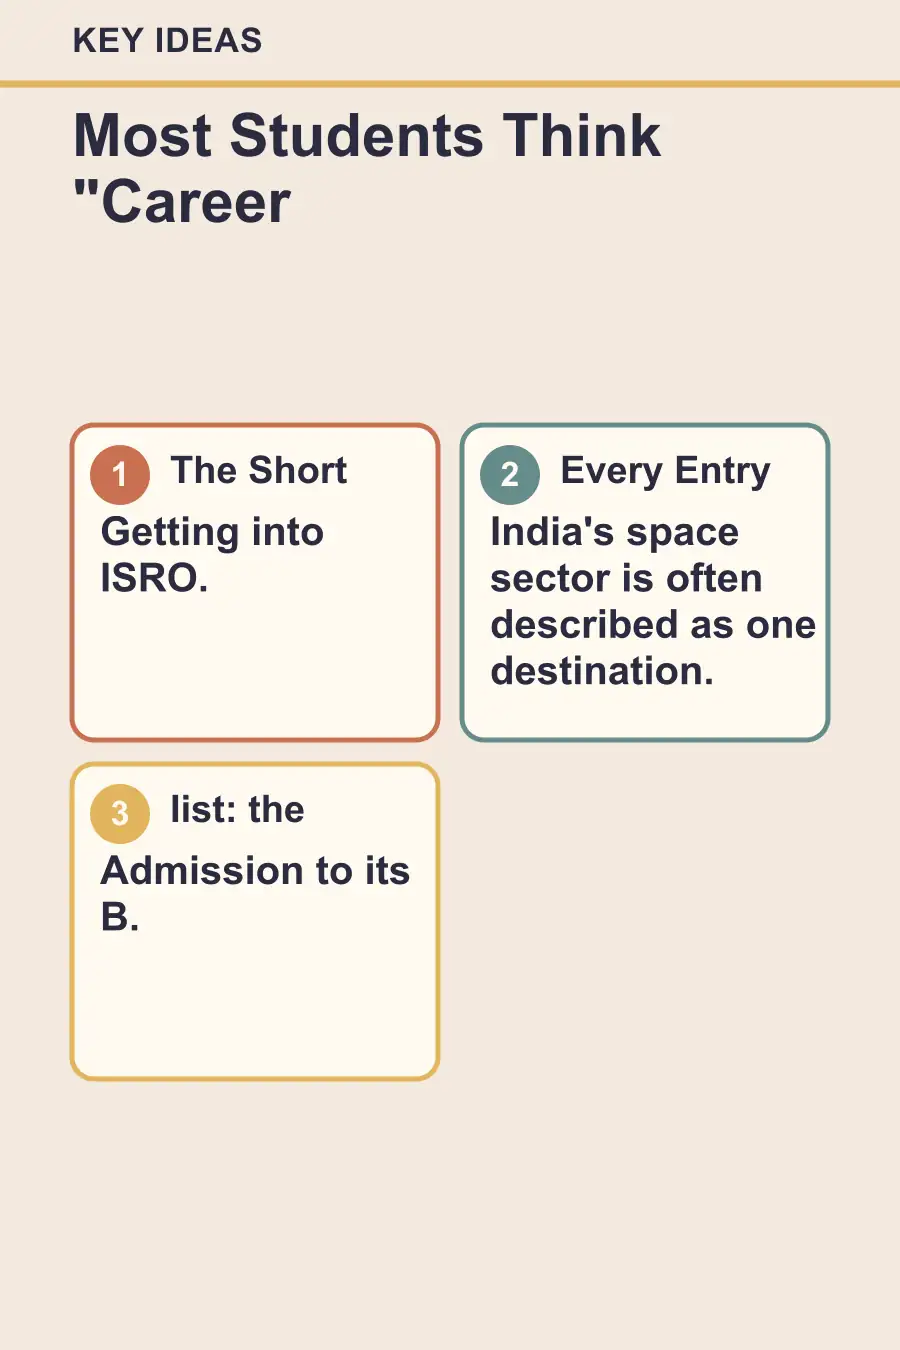 KEY IDEAS
Most Students Think
"Career
1
The Short
Getting into
ISRO.
2
Every Entry
India's space
sector is often
described as one
destination.
3
list: the
Admission to its
B.